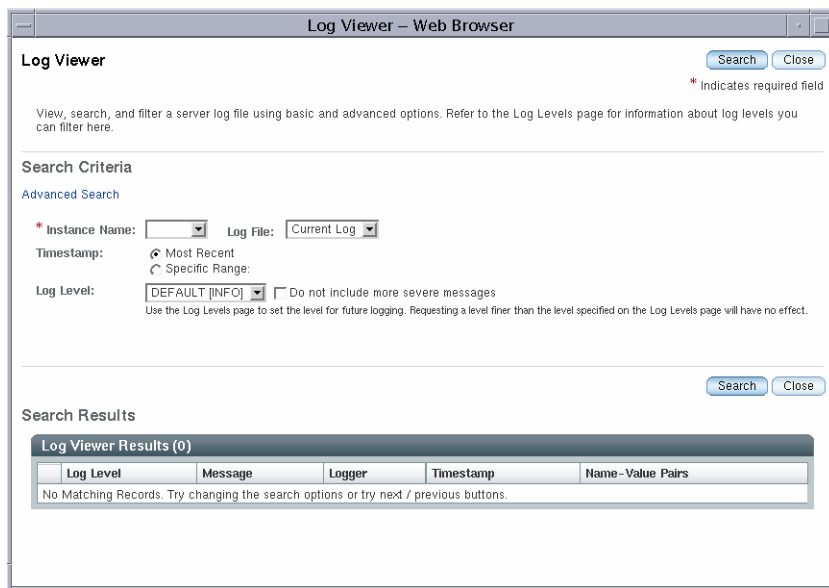 Log Viewer – Web Browser
Log Viewer
Search Close
* Indicates required field
View, search, and filter a server log file using basic and advanced options. Refer to the Log Levels page for information about log levels you
can filter here.
Search Criteria
Advanced Search
* Instance Name: Log File: Current Log
Timestamp: Most Recent
Specific Range:
Log Level: DEFAULT [INFO] Do not include more severe messages
Use the Log Levels page to set the level for future logging. Requesting a level finer than the level specified on the Log Levels page will have no effect.
Search Close
Search Results
Log Viewer Results (0)
Log Level Message Logger Timestamp Name-Value Pairs
No Matching Records. Try changing the search options or try next / previous buttons.